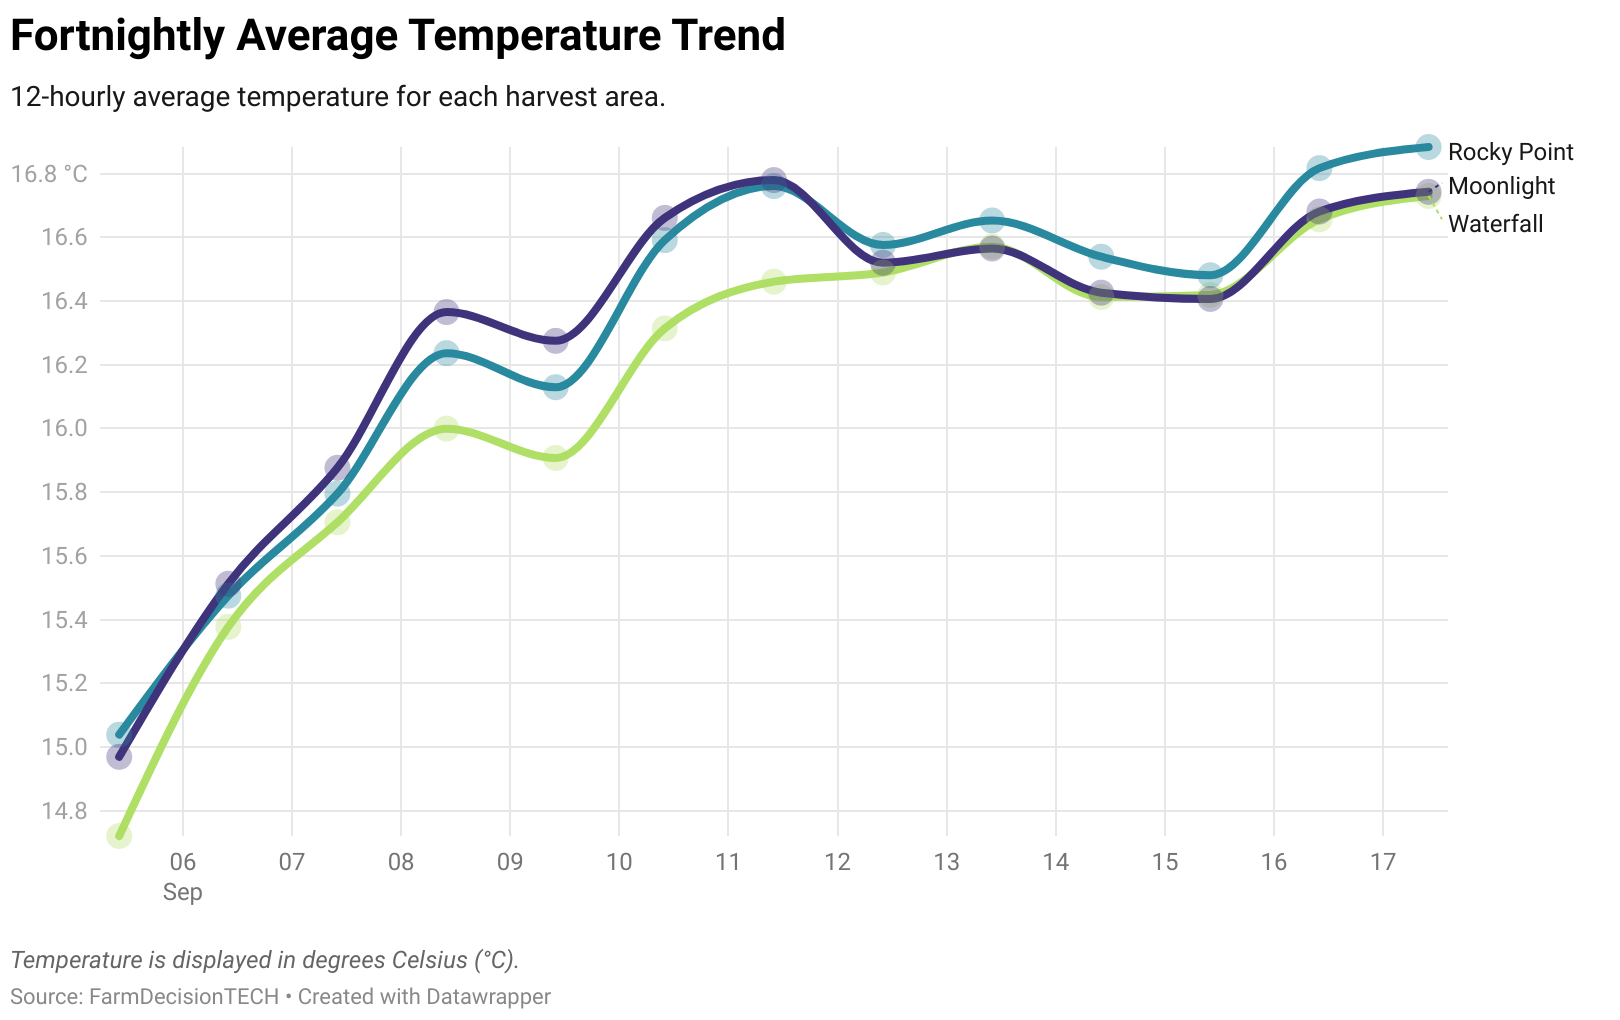 Fortnightly Average Temperature Trend
12-hourly average temperature for each harvest area.
16.8 °C
16.6
16.4
16.2
16.0
15.8
15.6
15.4
15.2
15.0
14.8
Rocky Point
Moonlight
Waterfall
06 07 08 09 10 11 12 13 14 15 16 17
Sep
Temperature is displayed in degrees Celsius (°C).
Source: FarmDecisionTECH • Created with Datawrapper